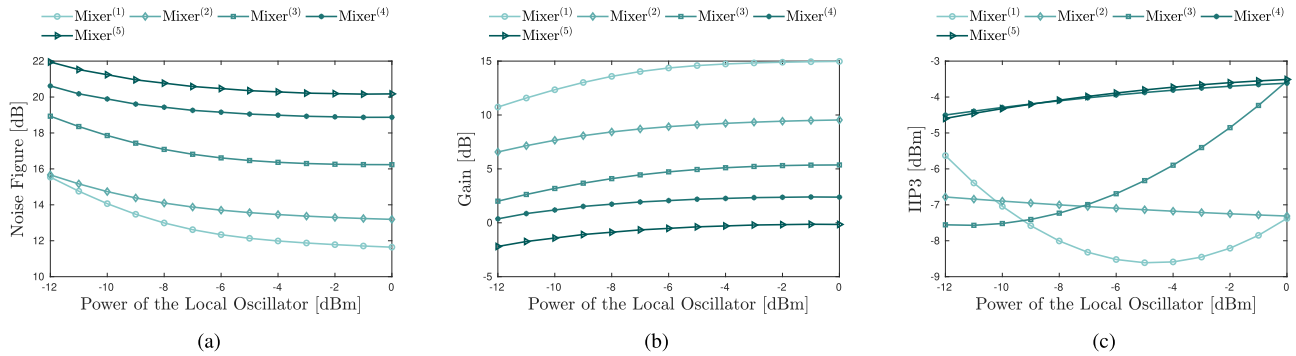 Mixer(1) Mixer(2) Mixer(3) Mixer(4)
Mixer(5)
Noise Figure [dB]
22
20
18
16
14
12
10
-12 -10 -8 -6 -4 -2 0
Power of the Local Oscillator [dBm]
(a)
Mixer(1) Mixer(2) Mixer(3) Mixer(4)
Mixer(5)
Gain [dB]
15
10
5
0
-5
-12 -10 -8 -6 -4 -2 0
Power of the Local Oscillator [dBm]
(b)
Mixer(1) Mixer(2) Mixer(3) Mixer(4)
Mixer(5)
IIP3 [dBm]
-3
-4
-5
-6
-7
-8
-9
-12 -10 -8 -6 -4 -2 0
Power of the Local Oscillator [dBm]
(c)